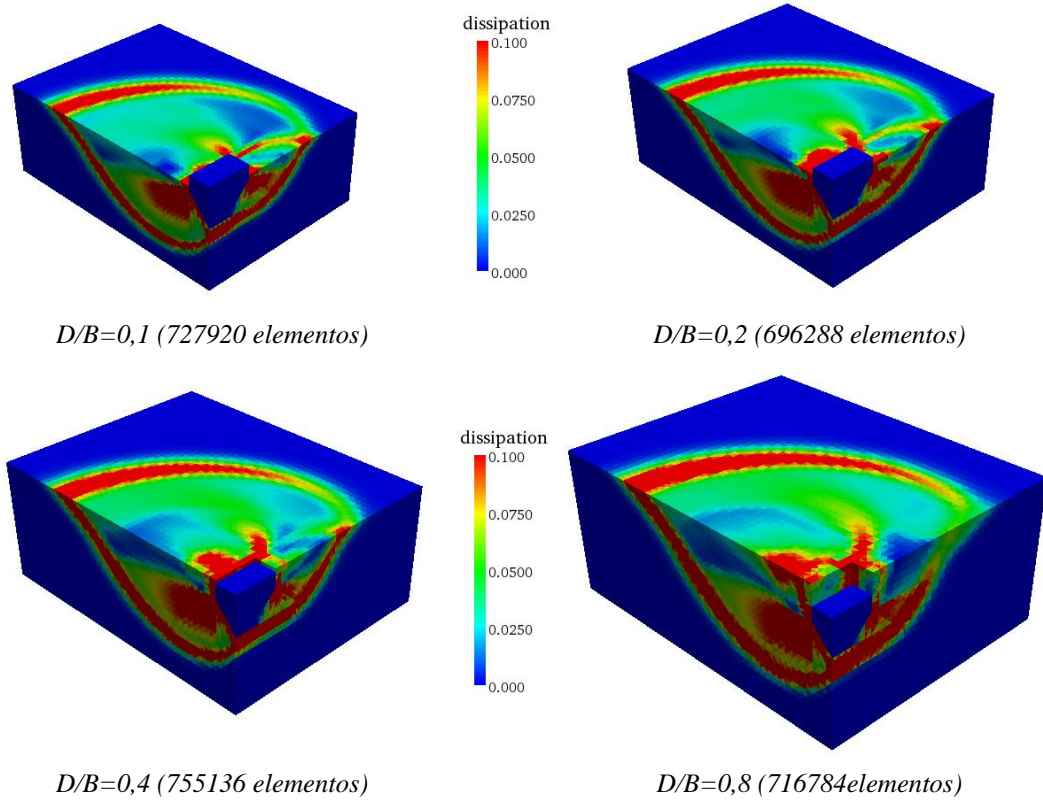 dissipation
0.100
0.0750
0.0500
0.0250
0.000
D/B=0,1 (727920 elementos)
D/B=0,2 (696288 elementos)
dissipation
0.100
0.0750
0.0500
0.0250
0.000
D/B=0,4 (755136 elementos)
D/B=0,8 (716784elementos)